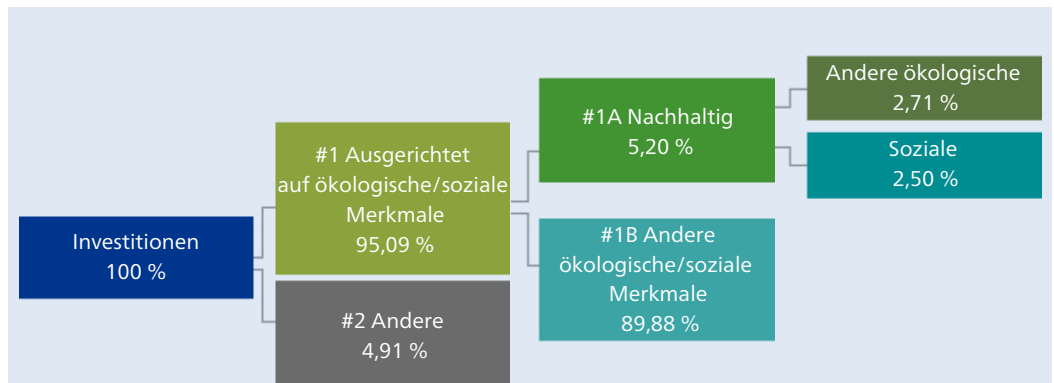 Investitionen
100 %
#1 Ausgerichtet
auf ökologische/soziale
Merkmale
95,09 %
#2 Andere
4,91 %
#1A Nachhaltig
5,20 %
#1B Andere
ökologische/soziale
Merkmale
89,88 %
Andere ökologische
2,71 %
Soziale
2,50 %